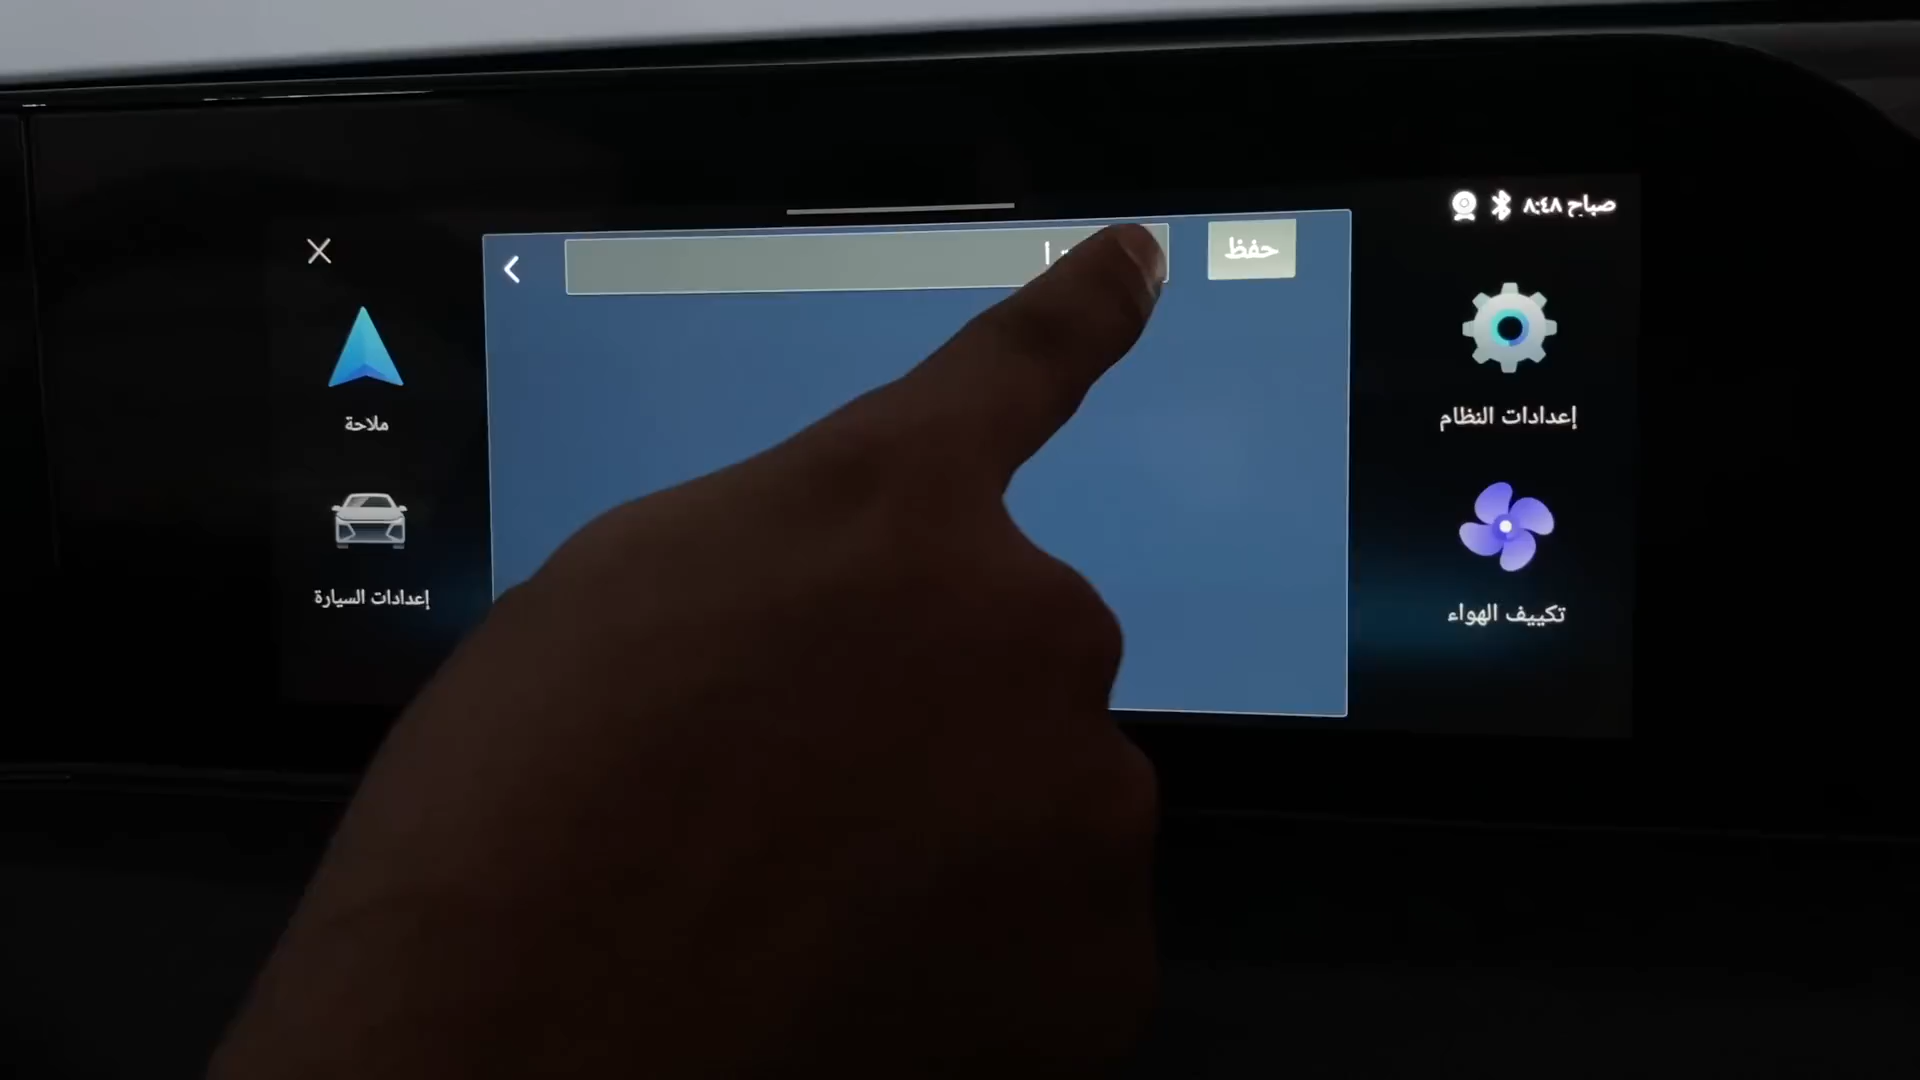 صباح ٨:٤٨
حفظ
ملاحة
إعدادات النظام
إعدادات السيارة
تكييف الهواء